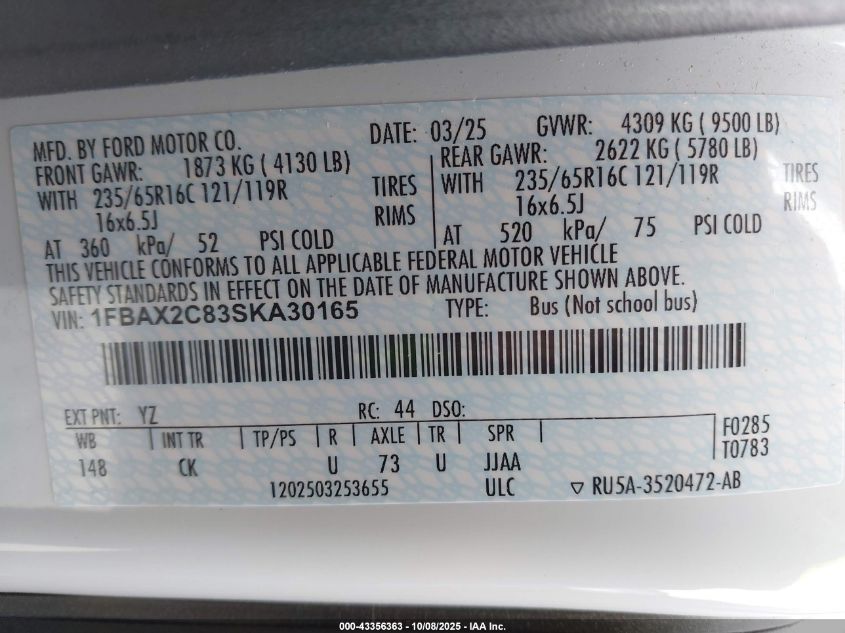 MFD. BY FORD MOTOR CO. DATE: 03/25 GVWR: 4309 KG ( 9500 LB)
FRONT GAWR: 1873 KG ( 4130 LB) REAR GAWR: 2622 KG ( 5780 LB)
WITH 235/65R16C 121/119R TIRES WITH 235/65R16C 121/119R TIRES
16x6.5J RIMS 16x6.5J RIMS
AT 360 kPa/ 52 PSI COLD AT 520 kPa/ 75 PSI COLD
THIS VEHICLE CONFORMS TO ALL APPLICABLE FEDERAL MOTOR VEHICLE
SAFETY STANDARDS IN EFFECT ON THE DATE OF MANUFACTURE SHOWN ABOVE.
VIN: 1FBAX2C83SKA30165 TYPE: Bus (Not school bus)
EXT PNT: YZ RC: 44 DSO:
WB INT TR TP/PS R AXLE TR SPR F0285
148 CK U 73 U JJAA T0783
1202503253655 ULC ▽ RU5A-3520472-AB
000-43356363 - 10/08/2025 - IAA Inc.